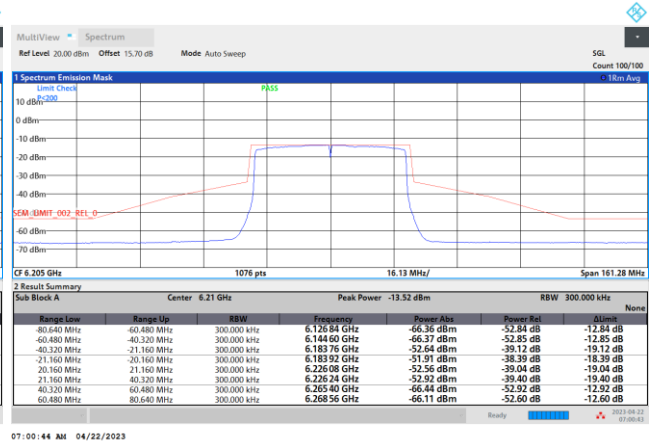 MultiView Spectrum
Ref Level 20.00 dBm Offset 15.70 dB Mode Auto Sweep SGL
Count 100/100
1 Spectrum Emission Mask 1Rm Avg
Limit Check PASS
P<200
10 dBm
0 dBm
-10 dBm
-20 dBm
-30 dBm
-40 dBm
SEM_LIMIT_002_REL_0
-60 dBm
-70 dBm
CF 6.205 GHz 1076 pts 16.13 MHz/ Span 161.28 MHz
2 Result Summary
Sub Block A Center 6.21 GHz Peak Power -13.52 dBm RBW 300.000 kHz
None
Range Low Range Up RBW Frequency Power Abs Power Rel ΔLimit
-80.640 MHz -60.480 MHz 300.000 kHz 6.126 84 GHz -66.36 dBm -52.84 dB -12.84 dB
-60.480 MHz -40.320 MHz 300.000 kHz 6.144 60 GHz -66.37 dBm -52.85 dB -12.85 dB
-40.320 MHz -21.160 MHz 300.000 kHz 6.183 76 GHz -52.64 dBm -39.12 dB -19.12 dB
-21.160 MHz -20.160 MHz 300.000 kHz 6.183 92 GHz -51.91 dBm -38.39 dB -18.39 dB
20.160 MHz 21.160 MHz 300.000 kHz 6.226 08 GHz -52.56 dBm -39.04 dB -19.04 dB
21.160 MHz 40.320 MHz 300.000 kHz 6.226 24 GHz -52.92 dBm -39.40 dB -19.40 dB
40.320 MHz 60.480 MHz 300.000 kHz 6.265 40 GHz -66.44 dBm -52.92 dB -12.92 dB
60.480 MHz 80.640 MHz 300.000 kHz 6.268 56 GHz -66.11 dBm -52.60 dB -12.60 dB
Ready 2023-04-22
07:00:43
07:00:44 AM 04/22/2023